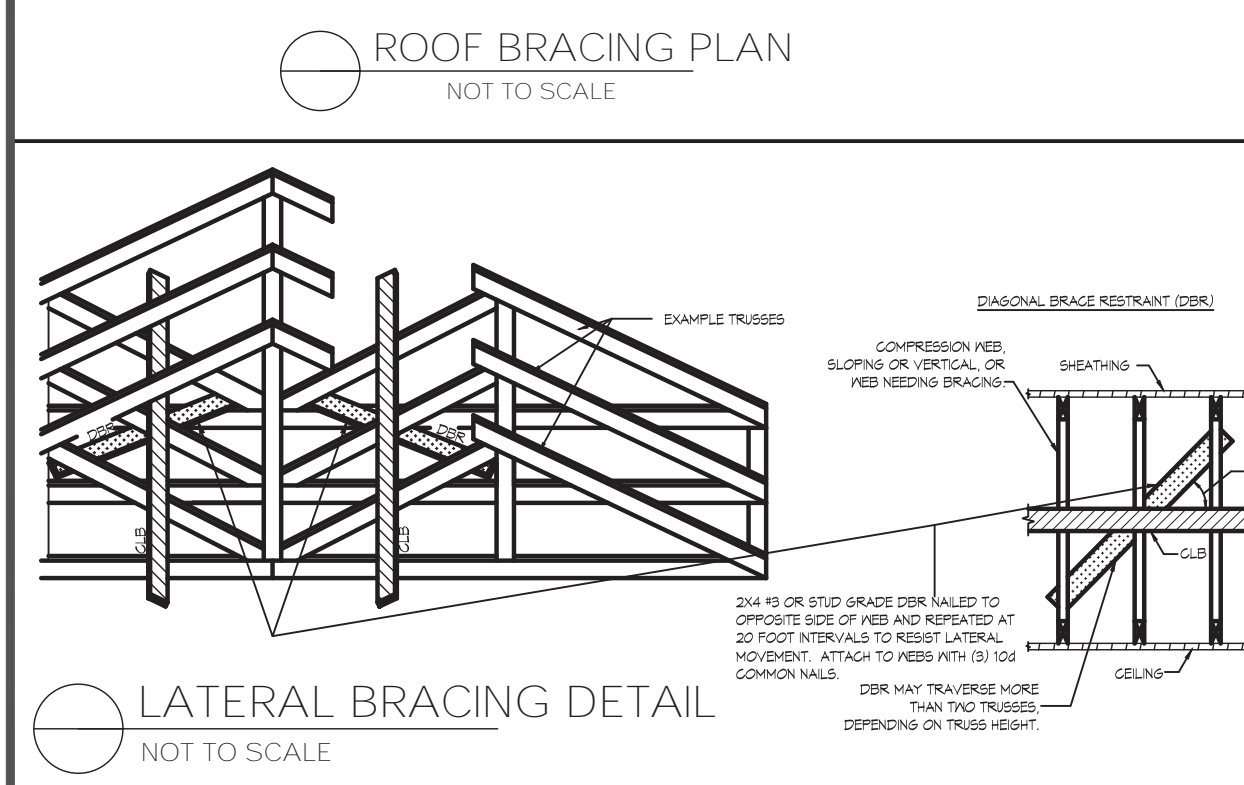 ROOF BRACING PLAN
NOT TO SCALE
EXAMPLE TRUSSES
DBR
DBR
CLB
CLB
DIAGONAL BRACE RESTRAINT (DBR)
COMPRESSION WEB,
SLOPING OR VERTICAL, OR
WEB NEEDING BRACING.
SHEATHING
CLB
2X4 #3 OR STUD GRADE DBR NAILED TO
OPPOSITE SIDE OF WEB AND REPEATED AT
20 FOOT INTERVALS TO RESIST LATERAL
MOVEMENT. ATTACH TO WEBS WITH (3) 10d
COMMON NAILS.
CEILING
DBR MAY TRAVERSE MORE
THAN TWO TRUSSES,
DEPENDING ON TRUSS HEIGHT.
LATERAL BRACING DETAIL
NOT TO SCALE